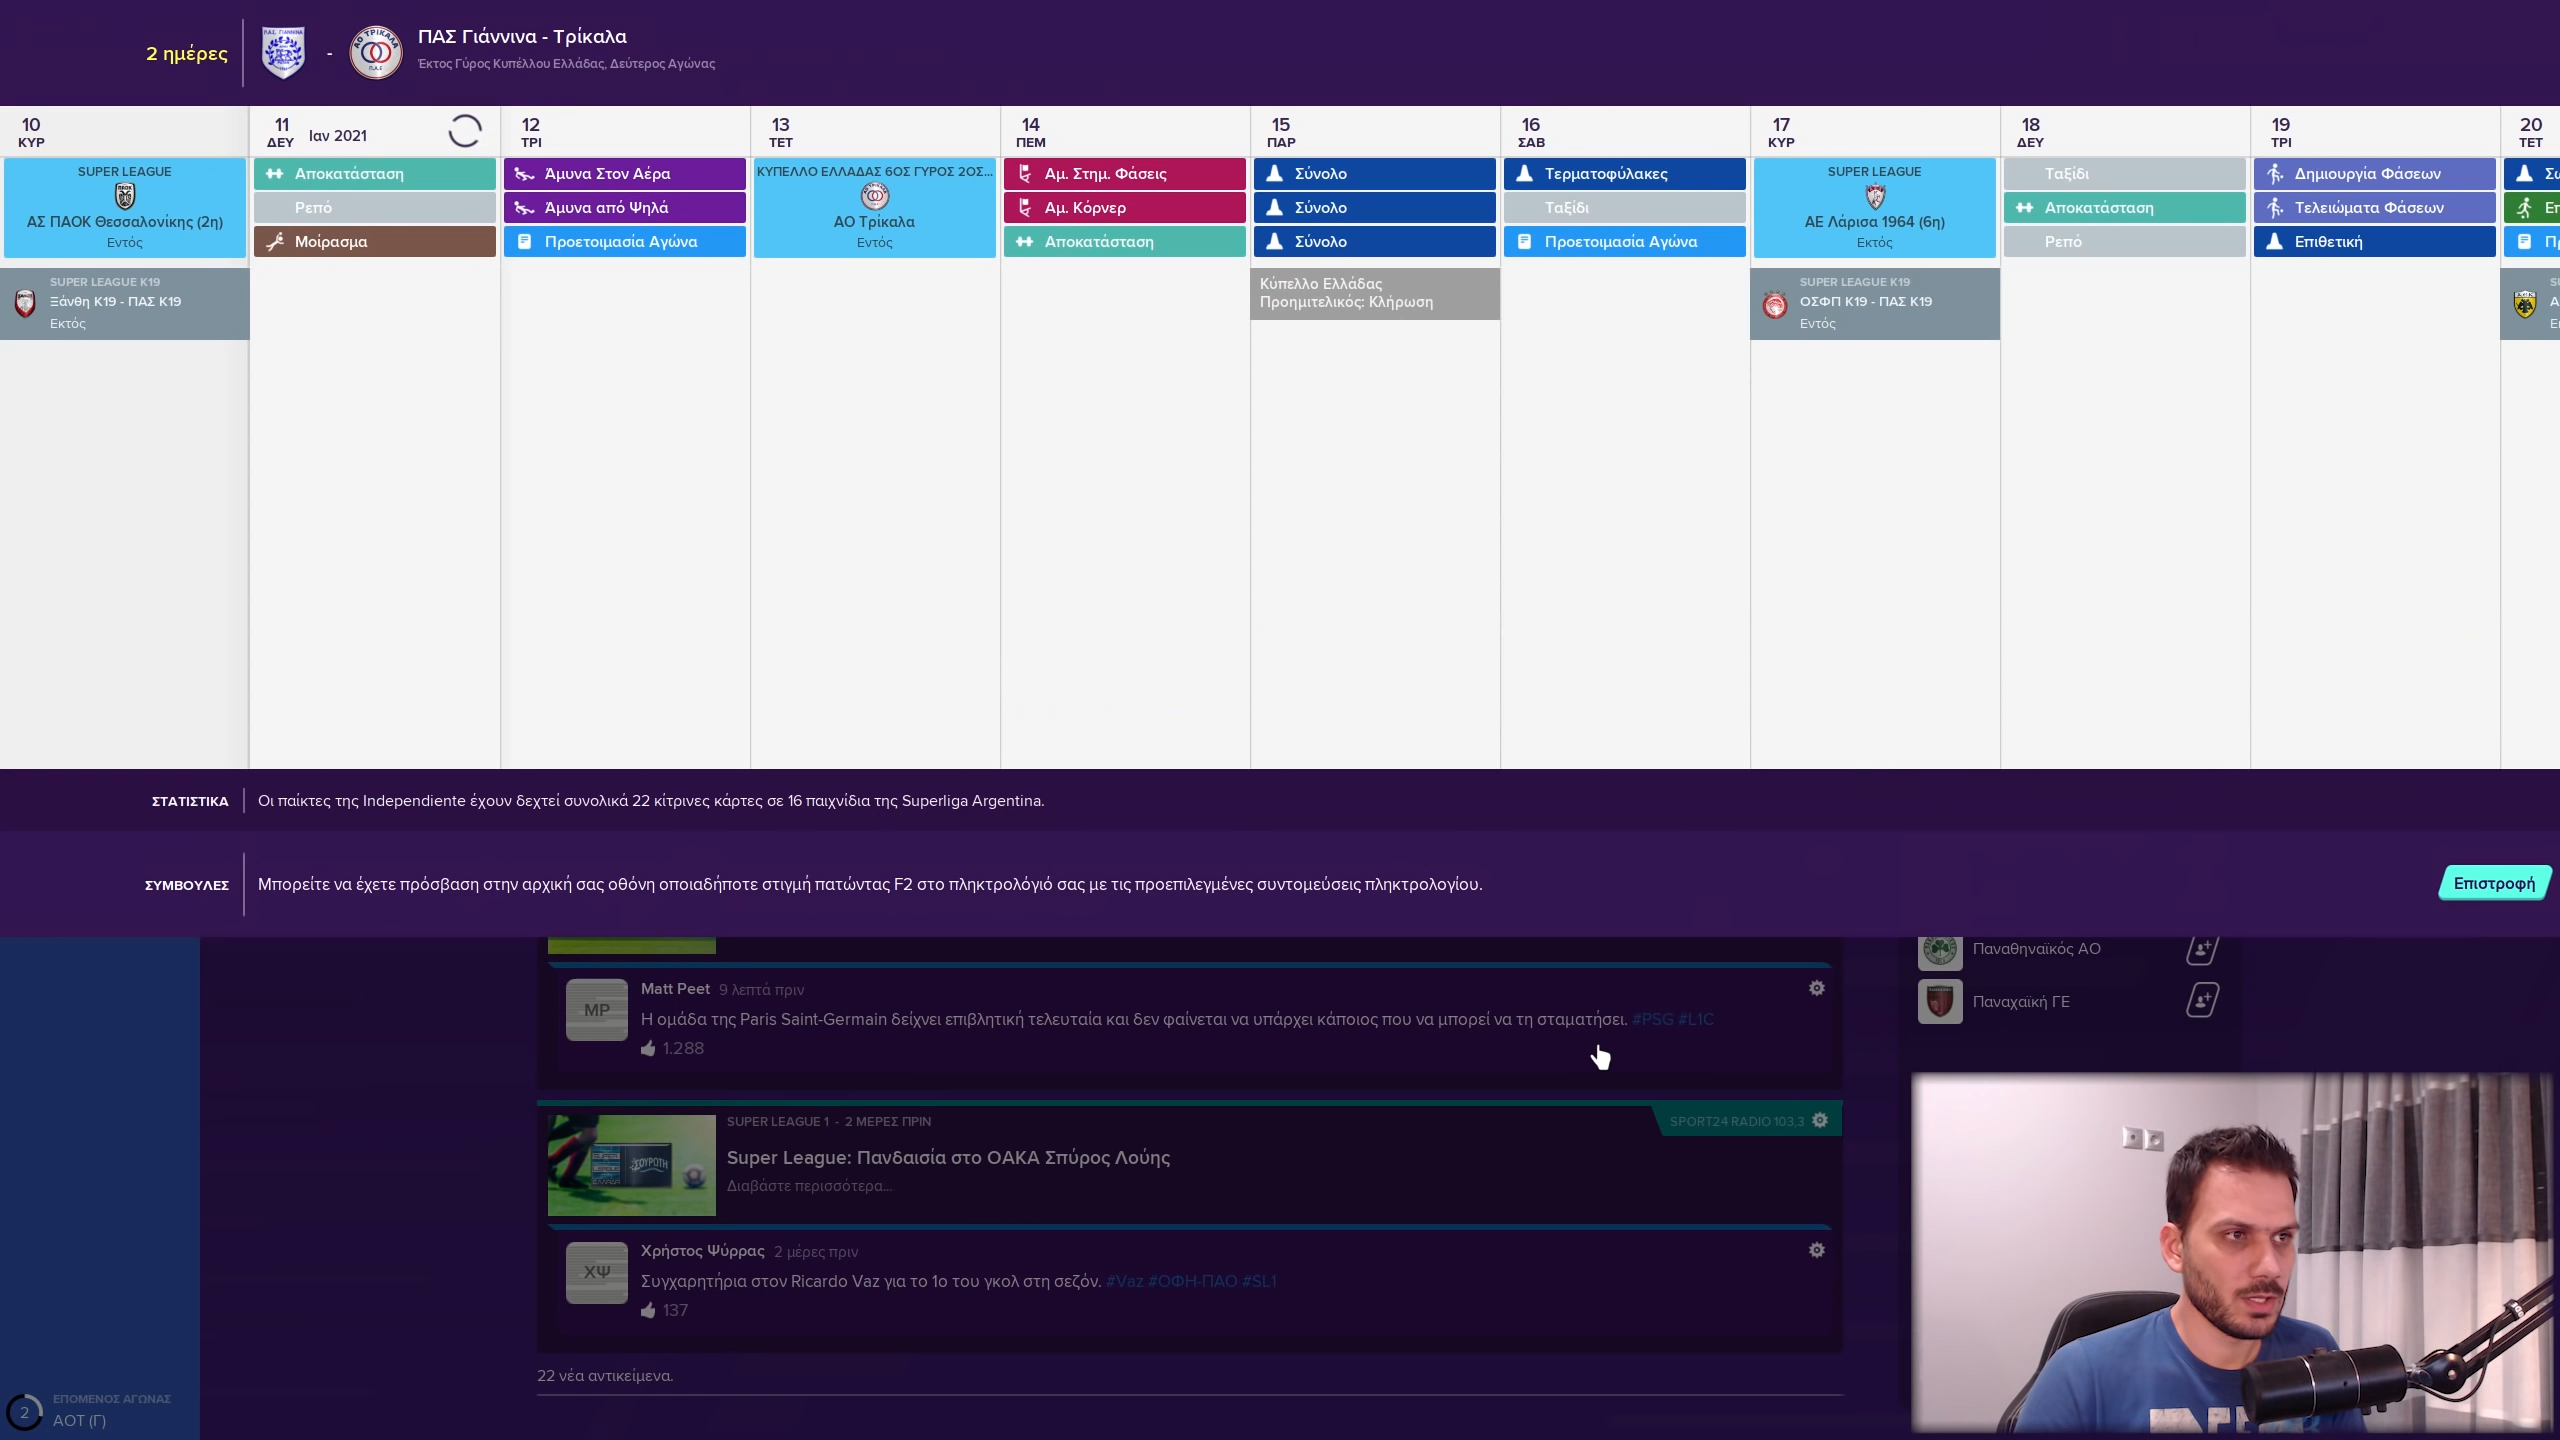 2 ημέρες
-
ΠΑΣ Γιάννινα - Τρίκαλα
Έκτος Γύρος Κυπέλλου Ελλάδας, Δεύτερος Αγώνας
10
ΚΥΡ
11
ΔΕΥ Ιαν 2021
12
ΤΡΙ
13
ΤΕΤ
14
ΠΕΜ
15
ΠΑΡ
16
ΣΑΒ
17
ΚΥΡ
18
ΔΕΥ
19
ΤΡΙ
20
ΤΕΤ
SUPER LEAGUE
ΑΣ ΠΑΟΚ Θεσσαλονίκης (2η)
Εντός
SUPER LEAGUE K19
Ξάνθη Κ19 - ΠΑΣ Κ19
Εκτός
Αποκατάσταση
Ρεπό
Μοίρασμα
Άμυνα Στον Αέρα
Άμυνα από Ψηλά
Προετοιμασία Αγώνα
ΚΥΠΕΛΛΟ ΕΛΛΑΔΑΣ 6ΟΣ ΓΥΡΟΣ 2ΟΣ...
ΑΟ Τρίκαλα
Εντός
Αμ. Στημ. Φάσεις
Αμ. Κόρνερ
Αποκατάσταση
Σύνολο
Σύνολο
Σύνολο
Κύπελλο Ελλάδας
Προημιτελικός: Κλήρωση
Τερματοφύλακες
Ταξίδι
Προετοιμασία Αγώνα
SUPER LEAGUE
ΑΕ Λάρισα 1964 (6η)
Εκτός
SUPER LEAGUE K19
ΟΣΦΠ Κ19 - ΠΑΣ Κ19
Εντός
Ταξίδι
Αποκατάσταση
Ρεπό
Δημιουργία Φάσεων
Τελειώματα Φάσεων
Επιθετική
ΣΤΑΤΙΣΤΙΚΑ
Οι παίκτες της Independiente έχουν δεχτεί συνολικά 22 κίτρινες κάρτες σε 16 παιχνίδια της Superliga Argentina.
ΣΥΜΒΟΥΛΕΣ
Μπορείτε να έχετε πρόσβαση στην αρχική σας οθόνη οποιαδήποτε στιγμή πατώντας F2 στο πληκτρολόγιό σας με τις προεπιλεγμένες συντομεύσεις πληκτρολογίου.
Επιστροφή
Παναθηναϊκός ΑΟ
Παναχαϊκή ΓΕ
MP
Matt Peet 9 λεπτά πριν
Η ομάδα της Paris Saint-Germain δείχνει επιβλητική τελευταία και δεν φαίνεται να υπάρχει κάποιος που να μπορεί να τη σταματήσει. #PSG #L1C
1.288
SUPER LEAGUE 1 - 2 ΜΕΡΕΣ ΠΡΙΝ
SPORT24 RADIO 103,3
ΣΟΥΡΩΤΗ
Super League: Πανδαισία στο ΟΑΚΑ Σπύρος Λούης
Διαβάστε περισσότερα...
ΧΨ
Χρήστος Ψύρρας 2 μέρες πριν
Συγχαρητήρια στον Ricardo Vaz για το 1ο του γκολ στη σεζόν. #Vaz #ΟΦΗ-ΠΑΟ #SL1
137
22 νέα αντικείμενα.
2
ΕΠΟΜΕΝΟΣ ΑΓΩΝΑΣ
ΑΟΤ (Γ)